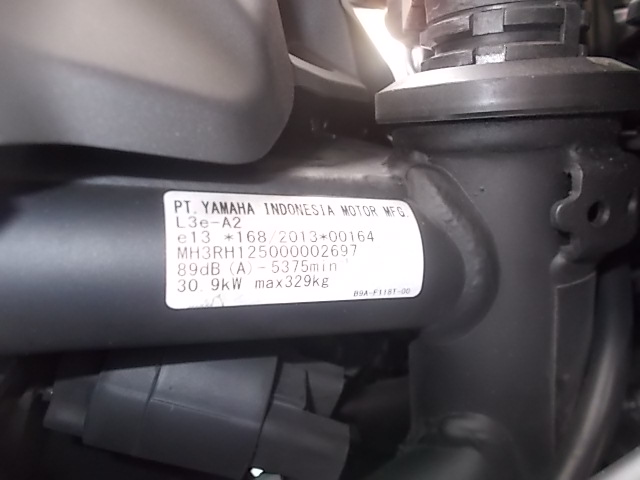 PT. YAMAHA INDONESIA MOTOR MFG.
L3e-A2
e13 *168/2013*00164
MH3RH125000002697
89dB (A) - 5375min⁻¹
30.9kW max329kg
B9A-F118T-00